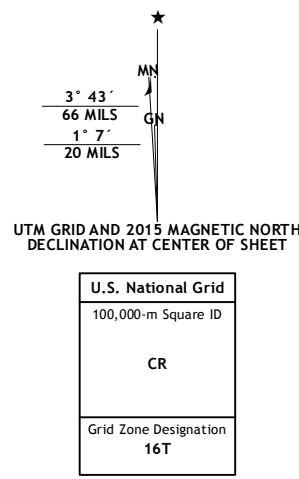 ★
MN
3° 43´
66 MILS
GN
1° 7´
20 MILS
UTM GRID AND 2015 MAGNETIC NORTH
DECLINATION AT CENTER OF SHEET
U.S. National Grid
100,000-m Square ID
CR
Grid Zone Designation
16T